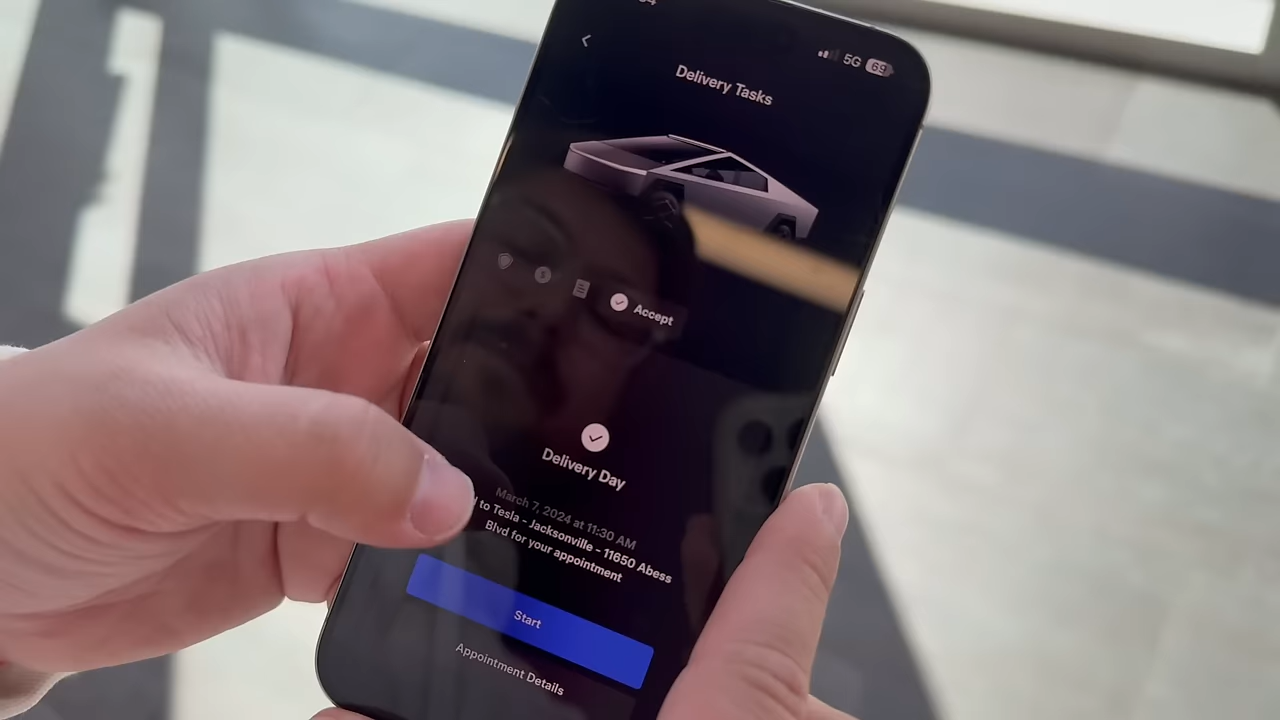 5G 69
Delivery Tasks
Accept
Delivery Day
March 7, 2024 at 11:30 AM
to Tesla - Jacksonville - 11650 Abess
Blvd for your appointment
Start
Appointment Details